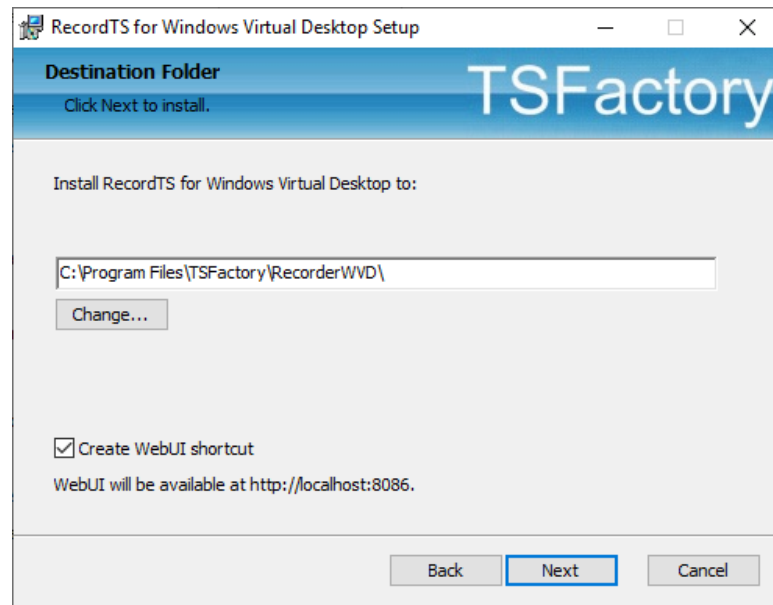 RecordTS for Windows Virtual Desktop Setup
Destination Folder
Click Next to install.
TSFactory
Install RecordTS for Windows Virtual Desktop to:
C:\Program Files\TSFactory\RecorderWVD\
Change...
Create WebUI shortcut
WebUI will be available at http://localhost:8086.
Back Next Cancel